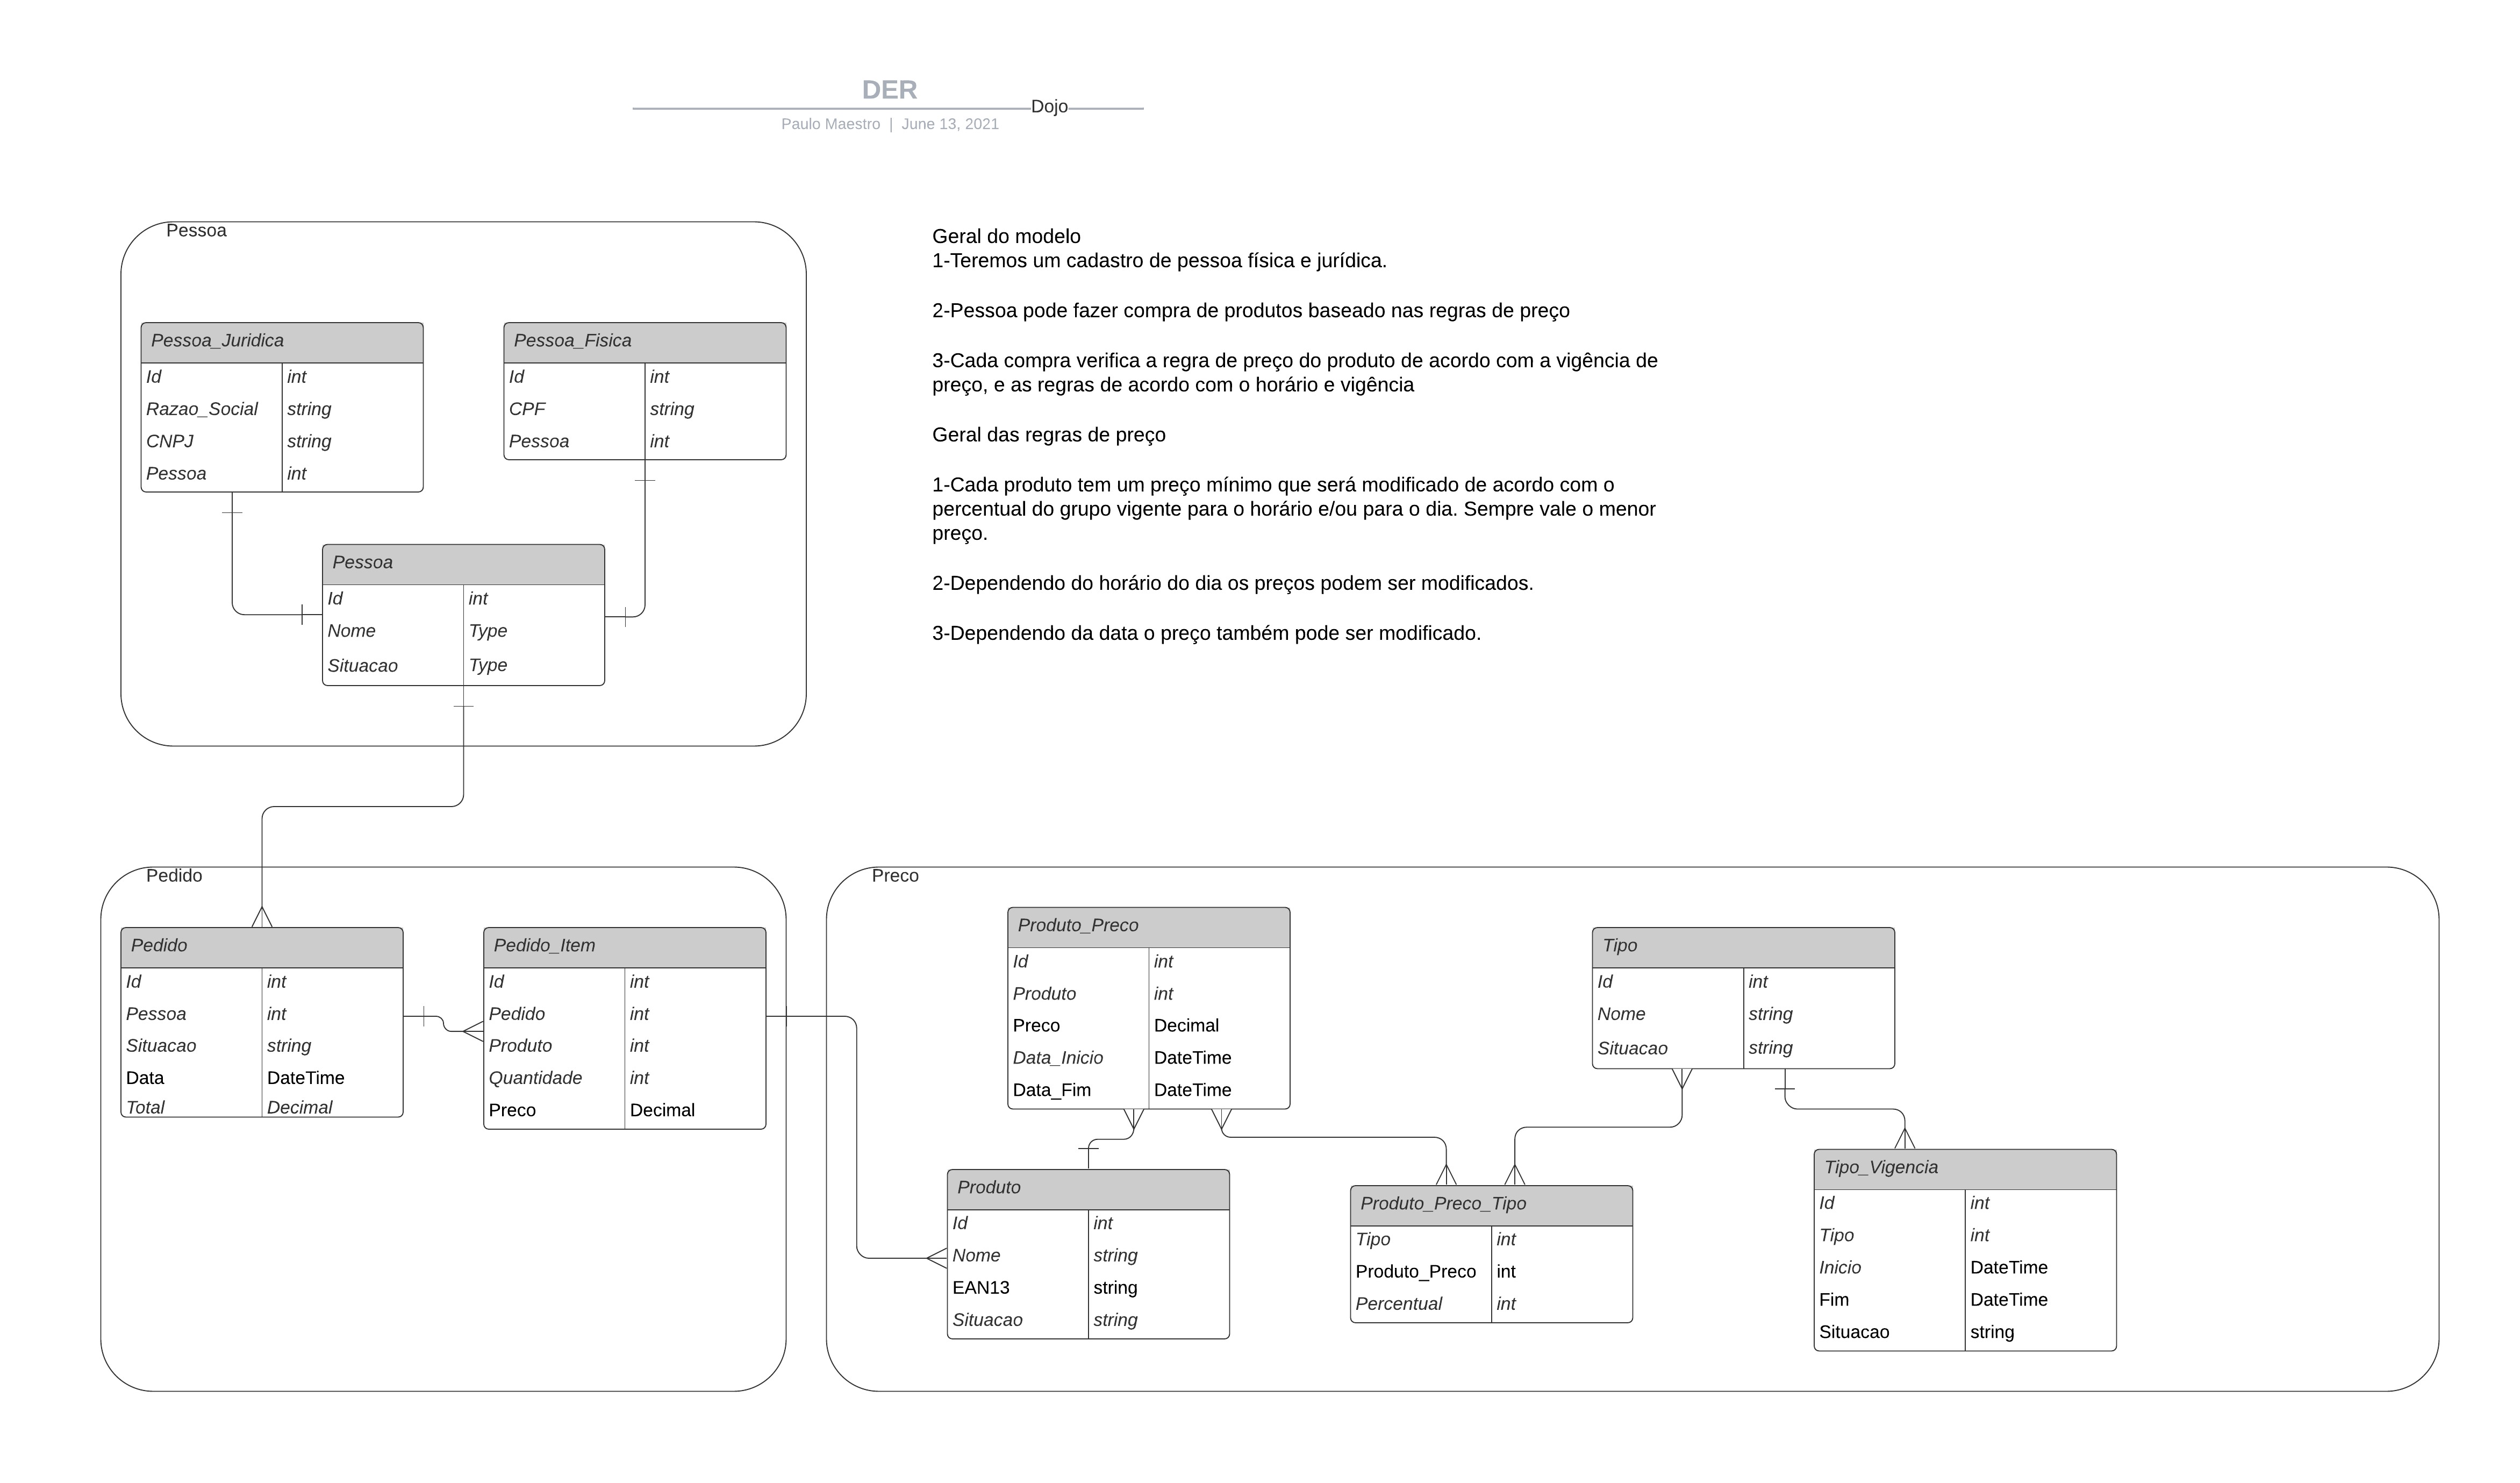 DER
Dojo
Paulo Maestro | June 13, 2021
Pessoa
Pessoa_Juridica
Id int
Razao_Social string
CNPJ string
Pessoa int
Pessoa_Fisica
Id int
CPF string
Pessoa int
Pessoa
Id int
Nome Type
Situacao Type
Geral do modelo
1-Teremos um cadastro de pessoa física e jurídica.
2-Pessoa pode fazer compra de produtos baseado nas regras de preço
3-Cada compra verifica a regra de preço do produto de acordo com a vigência de
preço, e as regras de acordo com o horário e vigência
Geral das regras de preço
1-Cada produto tem um preço mínimo que será modificado de acordo com o
percentual do grupo vigente para o horário e/ou para o dia. Sempre vale o menor
preço.
2-Dependendo do horário do dia os preços podem ser modificados.
3-Dependendo da data o preço também pode ser modificado.
Pedido
Pedido
Id int
Pessoa int
Situacao string
Data DateTime
Total Decimal
Pedido_Item
Id int
Pedido int
Produto int
Quantidade int
Preco Decimal
Preco
Produto_Preco
Id int
Produto int
Preco Decimal
Data_Inicio DateTime
Data_Fim DateTime
Tipo
Id int
Nome string
Situacao string
Produto
Id int
Nome string
EAN13 string
Situacao string
Produto_Preco_Tipo
Tipo int
Produto_Preco int
Percentual int
Tipo_Vigencia
Id int
Tipo int
Inicio DateTime
Fim DateTime
Situacao string